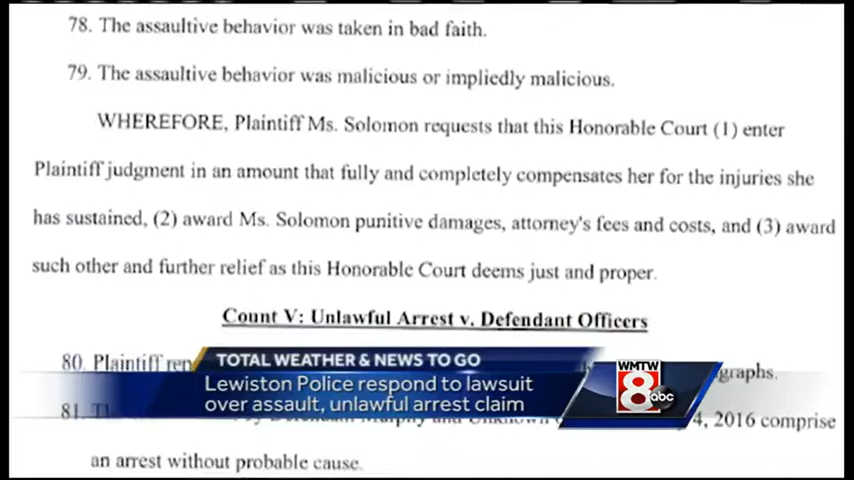 78. The assaultive behavior was taken in bad faith.
79. The assaultive behavior was malicious or impliedly malicious.
WHEREFORE, Plaintiff Ms. Solomon requests that this Honorable Court (1) enter
Plaintiff judgment in an amount that fully and completely compensates her for the injuries she
has sustained, (2) award Ms. Solomon punitive damages, attorney's fees and costs, and (3) award
such other and further relief as this Honorable Court deems just and proper.
Count V: Unlawful Arrest v. Defendant Officers
80. Plaintiff
TOTAL WEATHER & NEWS TO GO
Lewiston Police respond to lawsuit
over assault, unlawful arrest claim
WMTW
8
abc
81.
4, 2016 comprise
an arrest without probable cause.